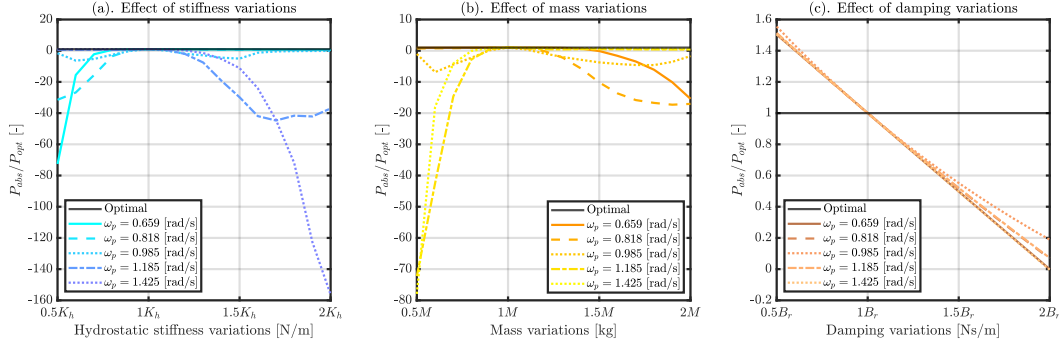 (a). Effect of stiffness variations
20
0
-20
-40
-60
-80
-100
-120
-140
-160
P_abs/P_opt [-]
Optimal
ω_p = 0.659 [rad/s]
ω_p = 0.818 [rad/s]
ω_p = 0.985 [rad/s]
ω_p = 1.185 [rad/s]
ω_p = 1.425 [rad/s]
0.5K_h 1K_h 1.5K_h 2K_h
Hydrostatic stiffness variations [N/m]
(b). Effect of mass variations
20
10
0
-10
-20
-30
-40
-50
-60
-70
-80
P_abs/P_opt [-]
Optimal
ω_p = 0.659 [rad/s]
ω_p = 0.818 [rad/s]
ω_p = 0.985 [rad/s]
ω_p = 1.185 [rad/s]
ω_p = 1.425 [rad/s]
0.5M 1M 1.5M 2M
Mass variations [kg]
(c). Effect of damping variations
1.6
1.4
1.2
1
0.8
0.6
0.4
0.2
0
-0.2
P_abs/P_opt [-]
Optimal
ω_p = 0.659 [rad/s]
ω_p = 0.818 [rad/s]
ω_p = 0.985 [rad/s]
ω_p = 1.185 [rad/s]
ω_p = 1.425 [rad/s]
0.5B_r 1B_r 1.5B_r 2B_r
Damping variations [Ns/m]